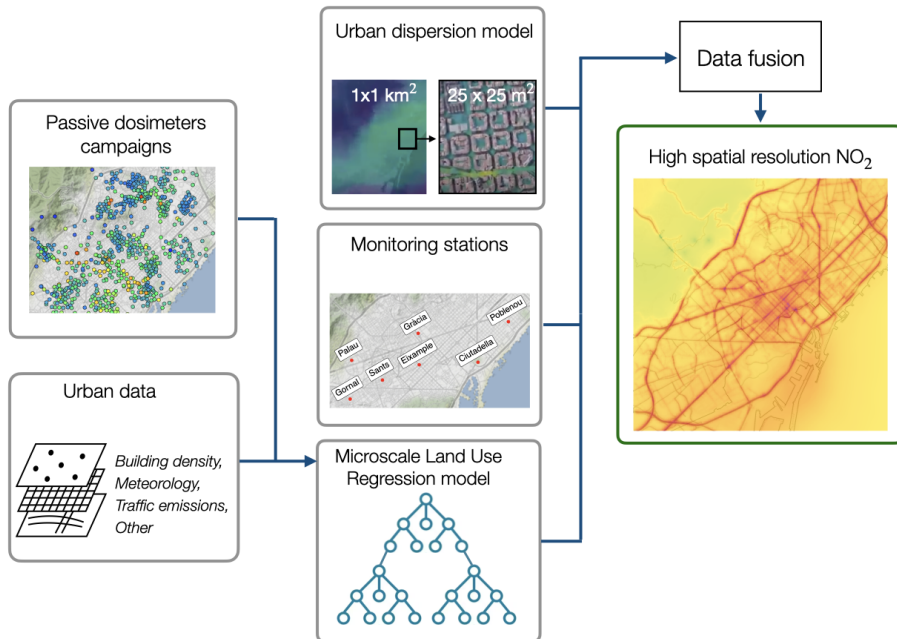 Urban dispersion model
1x1 km²
25 x 25 m²
Data fusion
Passive dosimeters
campaigns
High spatial resolution NO₂
Monitoring stations
Poblenou
Gràcia
Palau
Eixample
Ciutadella
Sants
Gornal
Urban data
Building density,
Meteorology,
Traffic emissions,
Other
Microscale Land Use
Regression model